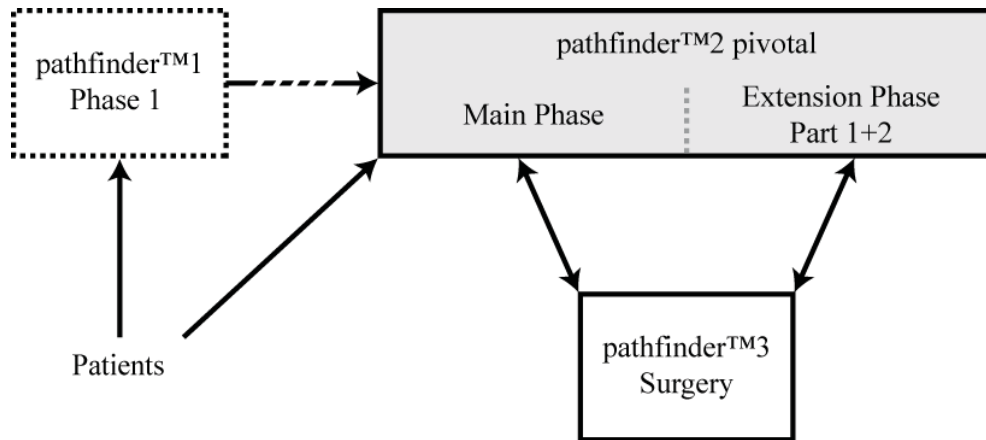 pathfinder™1
Phase 1
pathfinder™2 pivotal
Main Phase
Extension Phase
Part 1+2
Patients
pathfinder™3
Surgery